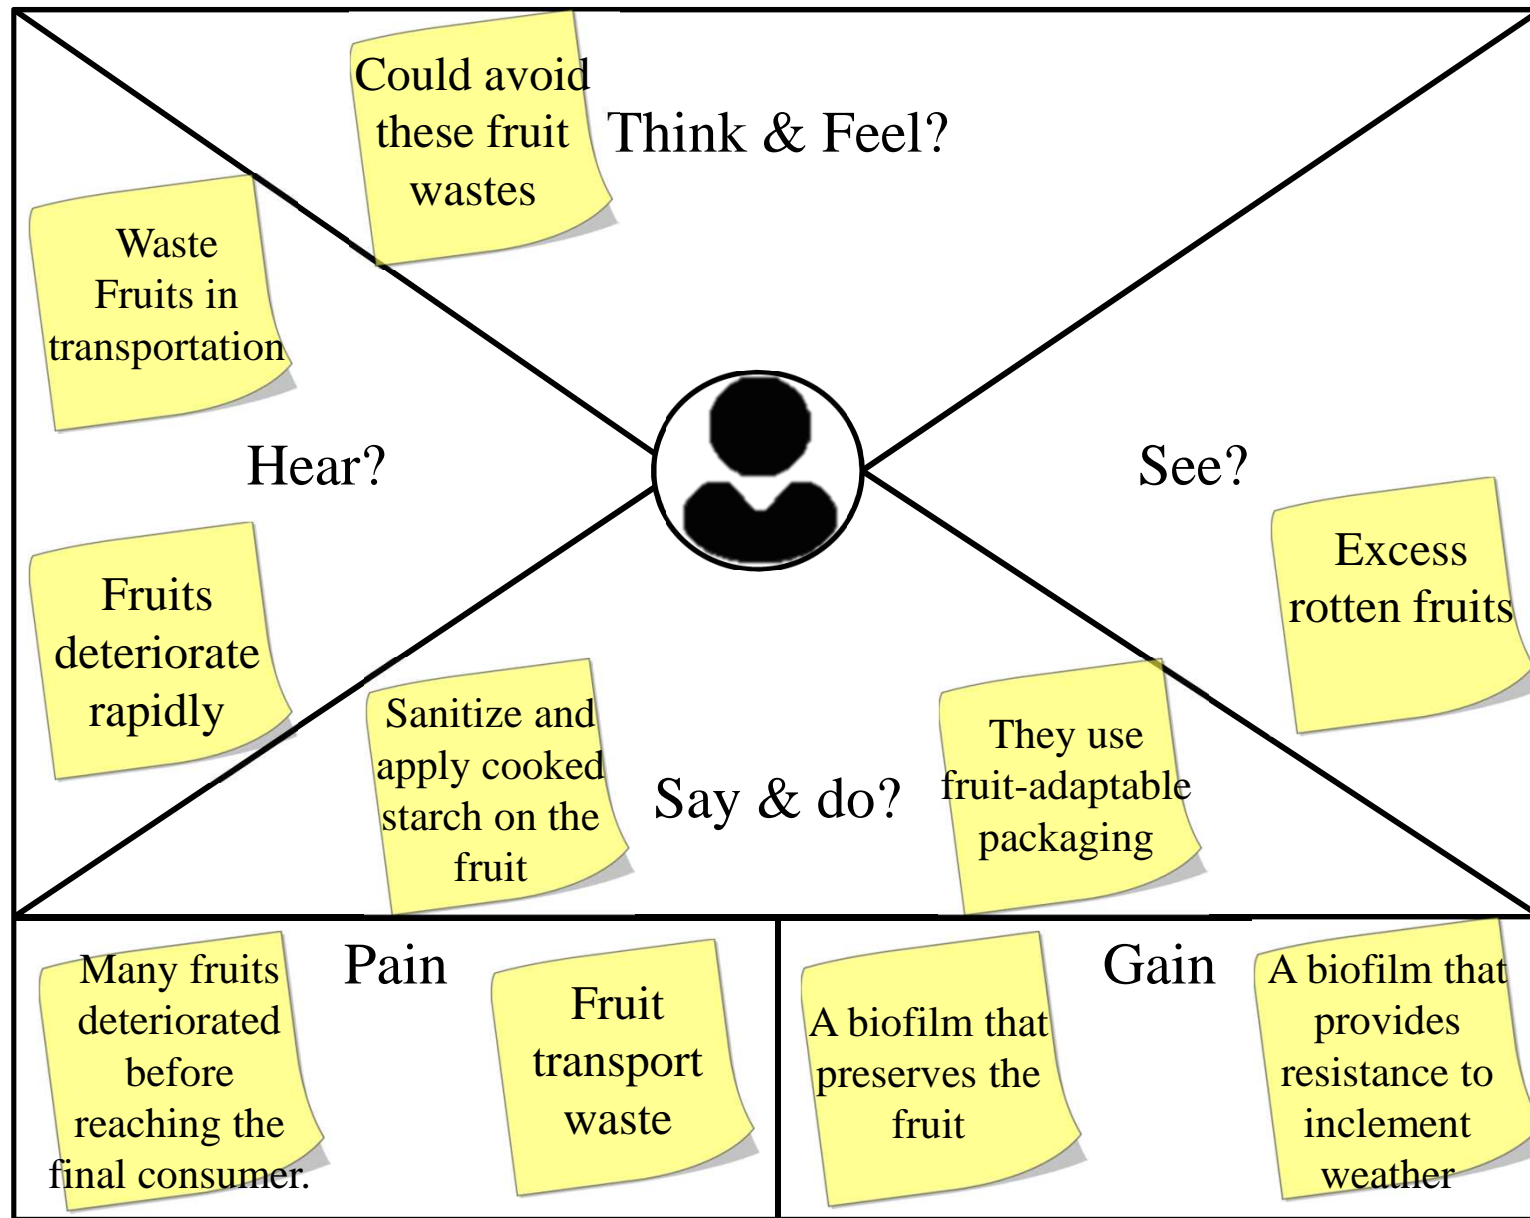 Could avoid
these fruit
wastes
Think & Feel?
Waste
Fruits in
transportation
Hear?
See?
Fruits
deteriorate
rapidly
Excess
rotten fruits
Sanitize and
apply cooked
starch on the
fruit
Say & do?
They use
fruit-adaptable
packaging
Pain
Many fruits
deteriorated
before
reaching the
final consumer.
Fruit
transport
waste
Gain
A biofilm that
preserves the
fruit
A biofilm that
provides
resistance to
inclement
weather